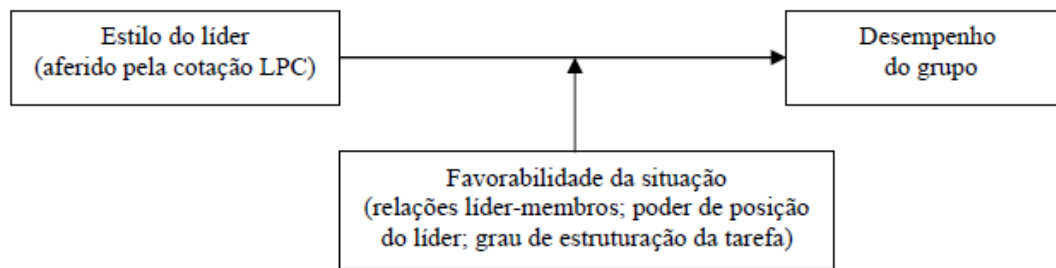 Estilo do líder
(aferido pela cotação LPC)
Desempenho
do grupo
Favorabilidade da situação
(relações líder-membros; poder de posição
do líder; grau de estruturação da tarefa)